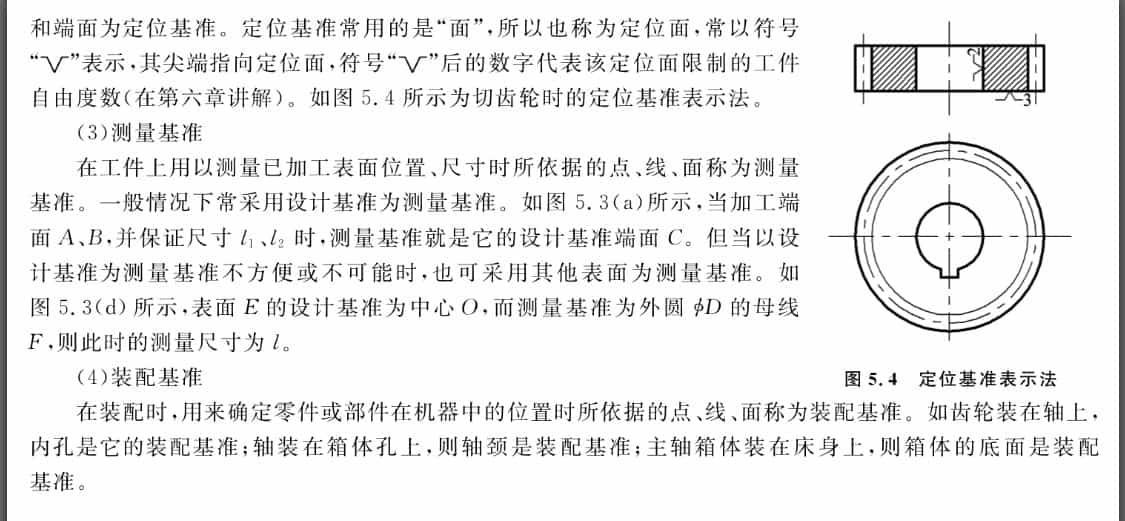 和端面为定位基准。定位基准常用的是“面”,所以也称为定位面,常以符号
“⋎”表示,其尖端指向定位面,符号“⋎”后的数字代表该定位面限制的工件
自由度数(在第六章讲解)。如图 5.4 所示为切齿轮时的定位基准表示法。
(3)测量基准
在工件上用以测量已加工表面位置、尺寸时所依据的点、线、面称为测量
基准。一般情况下常采用设计基准为测量基准。如图 5.3(a)所示,当加工端
面 A、B,并保证尺寸 l₁、l₂ 时,测量基准就是它的设计基准端面 C。但当以设
计基准为测量基准不方便或不可能时,也可采用其他表面为测量基准。如
图 5.3(d) 所示,表面 E 的设计基准为中心 O,而测量基准为外圆 ϕD 的母线
F,则此时的测量尺寸为 l。
2
3
图 5.4 定位基准表示法
(4)装配基准
在装配时,用来确定零件或部件在机器中的位置时所依据的点、线、面称为装配基准。如齿轮装在轴上,
内孔是它的装配基准;轴装在箱体孔上,则轴颈是装配基准;主轴箱体装在床身上,则箱体的底面是装配
基准。